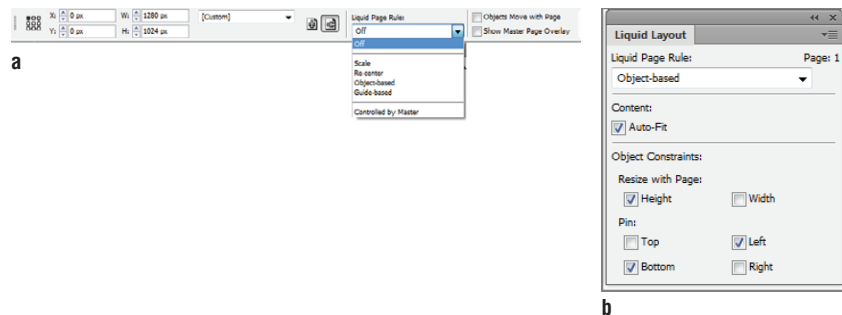 X: 0 px W: 1280 px [Custom] Liquid Page Rule: Objects Move with Page
Y: 0 px H: 1024 px Off Show Master Page Overlay
Off
Scale
Re-center
Object-based
Guide-based
Controlled by Master
a
Liquid Layout
Liquid Page Rule: Page: 1
Object-based
Content:
Auto-Fit
Object Constraints:
Resize with Page:
Height Width
Pin:
Top Left
Bottom Right
b